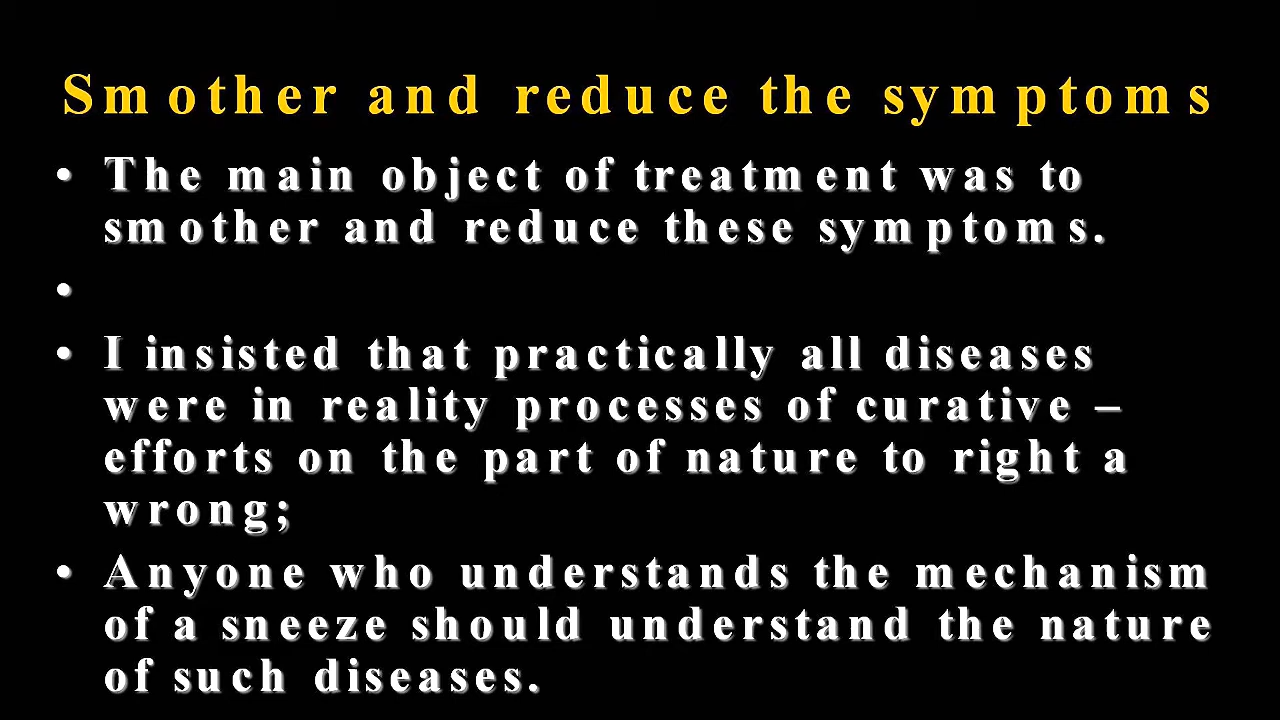 Smother and reduce the symptoms
• The main object of treatment was to
smother and reduce these symptoms.
•
• I insisted that practically all diseases
were in reality processes of curative –
efforts on the part of nature to right a
wrong;
• Anyone who understands the mechanism
of a sneeze should understand the nature
of such diseases.